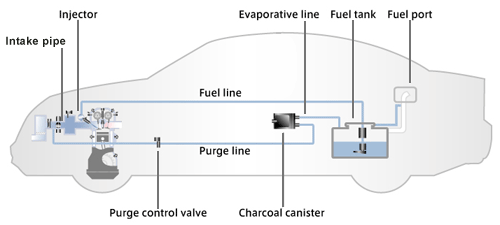 Injector
Evaporative line
Fuel tank
Fuel port
Intake pipe
Fuel line
Purge line
Purge control valve
Charcoal canister